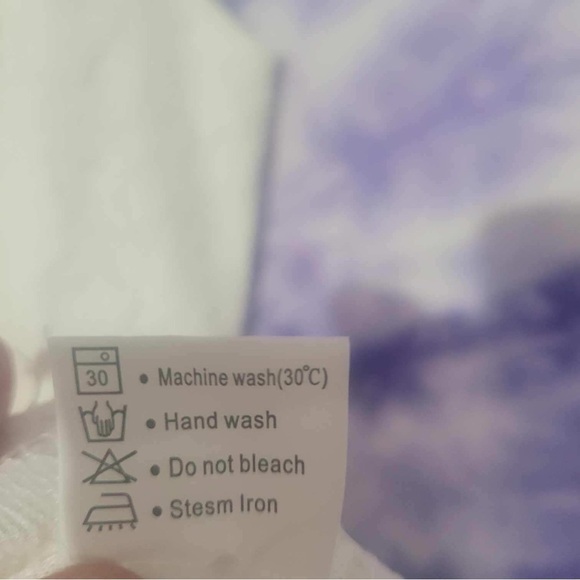 30 • Machine wash(30℃)
• Hand wash
• Do not bleach
• Stesm Iron